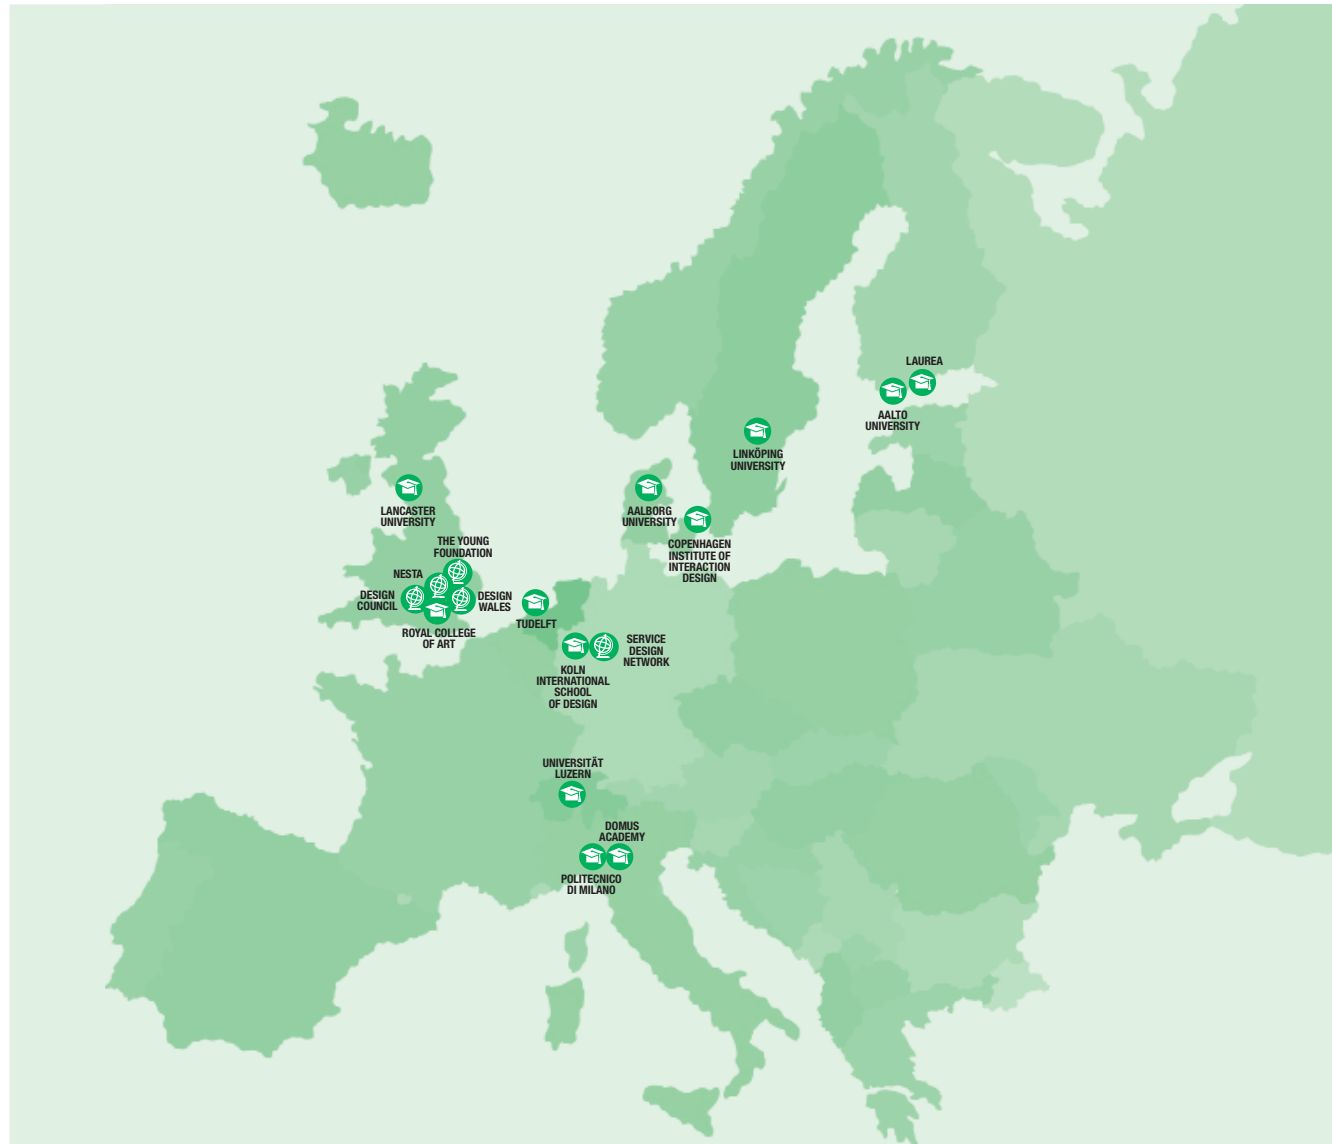 LAUREA
AALTO
UNIVERSITY
LINKÖPING
UNIVERSITY
LANCASTER
UNIVERSITY
AALBORG
UNIVERSITY
COPENHAGEN
INSTITUTE OF
INTERACTION
DESIGN
THE YOUNG
FOUNDATION
NESTA
DESIGN
COUNCIL
DESIGN
WALES
ROYAL COLLEGE
OF ART
TUDELFT
SERVICE
DESIGN
NETWORK
KOLN
INTERNATIONAL
SCHOOL
OF DESIGN
UNIVERSITÄT
LUZERN
DOMUS
ACADEMY
POLITECNICO
DI MILANO